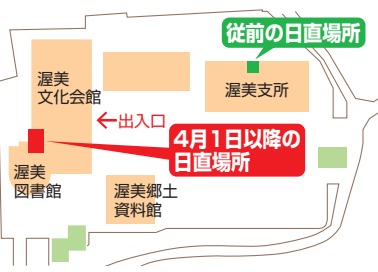 従前の日直場所
渥美
文化会館
渥美支所
←出入口
4月1日以降の
日直場所
渥美
図書館
渥美郷土
資料館